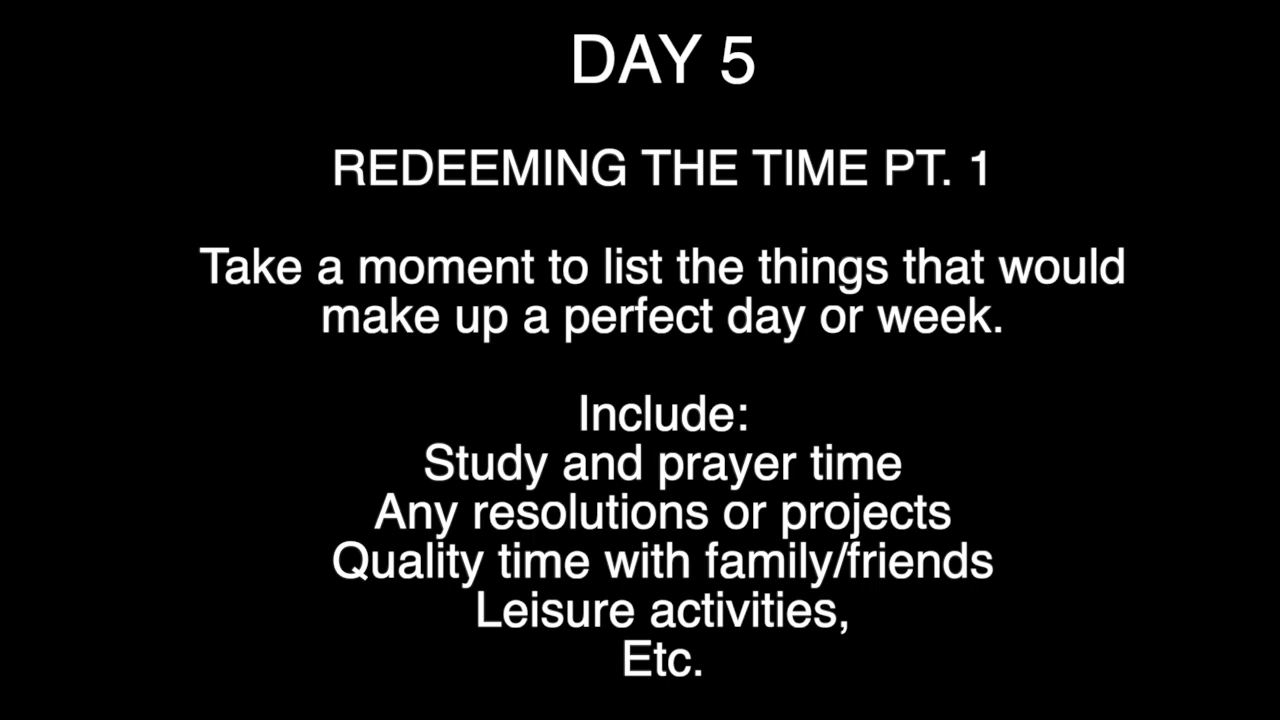 DAY 5
REDEEMING THE TIME PT. 1
Take a moment to list the things that would
make up a perfect day or week.
Include:
Study and prayer time
Any resolutions or projects
Quality time with family/friends
Leisure activities,
Etc.